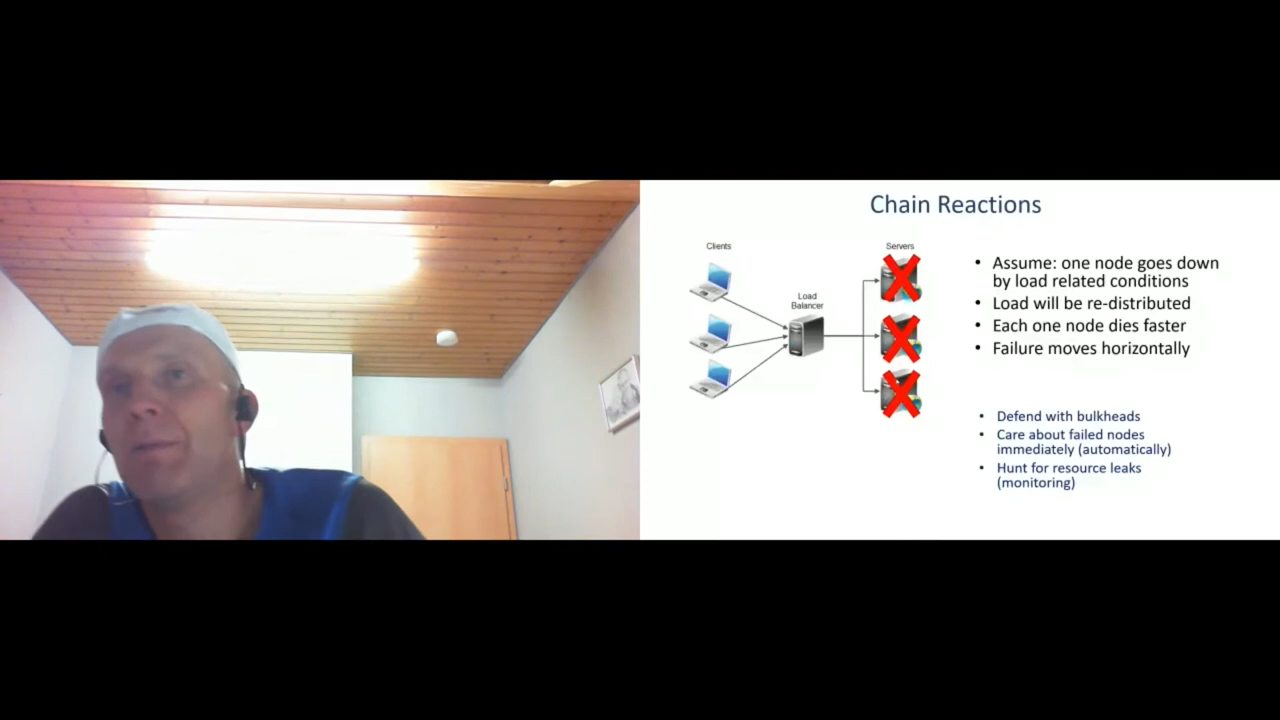 Chain Reactions
Clients
Servers
Load
Balancer
• Assume: one node goes down
by load related conditions
• Load will be re-distributed
• Each one node dies faster
• Failure moves horizontally
• Defend with bulkheads
• Care about failed nodes
immediately (automatically)
• Hunt for resource leaks
(monitoring)